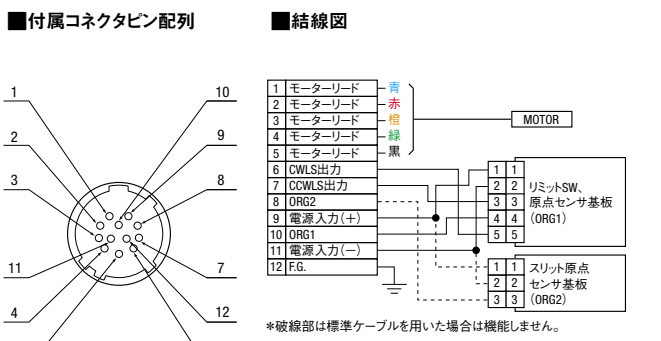 ■付属コネクタピン配列
■結線図
1
2
3
11
4
10
9
8
7
12
1 モーターリード 青
2 モーターリード 赤
3 モーターリード 橙
4 モーターリード 緑
5 モーターリード 黒
6 CWLS出力
7 CCWLS出力
8 ORG2
9 電源入力(+)
10 ORG1
11 電源入力(−)
12 F.G.
MOTOR
1 1
2 2
3 3
4 4
5 5
リミットSW、
原点センサ基板
(ORG1)
1 1
2 2
3 3
スリット原点
センサ基板
(ORG2)
*破線部は標準ケーブルを用いた場合は機能しません。